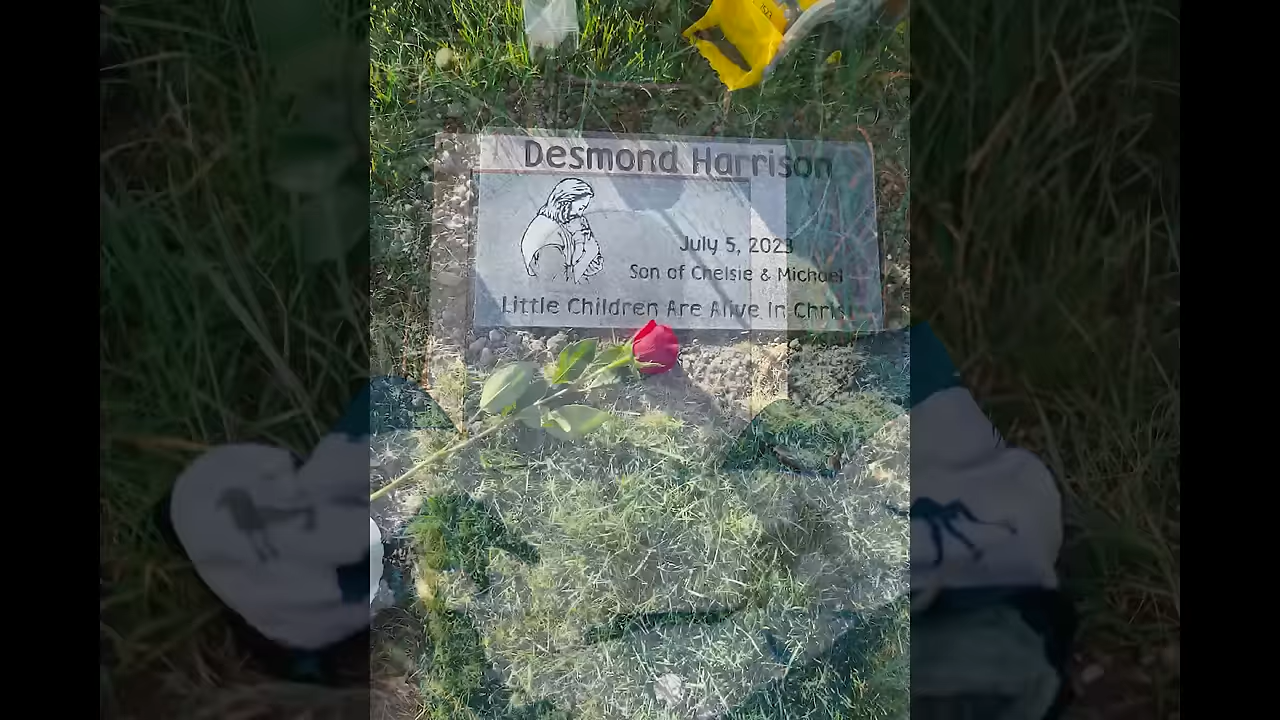 Desmond Harrison
July 5, 2023
Son of Chelsie & Michael
Little Children Are Alive in Christ